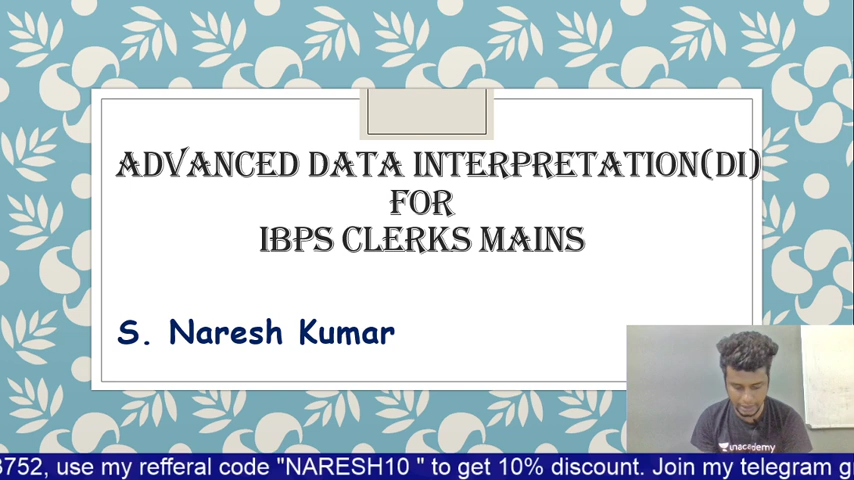 ADVANCED DATA INTERPRETATION(DI)
FOR
IBPS CLERKS MAINS
S. Naresh Kumar
unacademy
3752, use my refferal code "NARESH10 " to get 10% discount. Join my telegram g